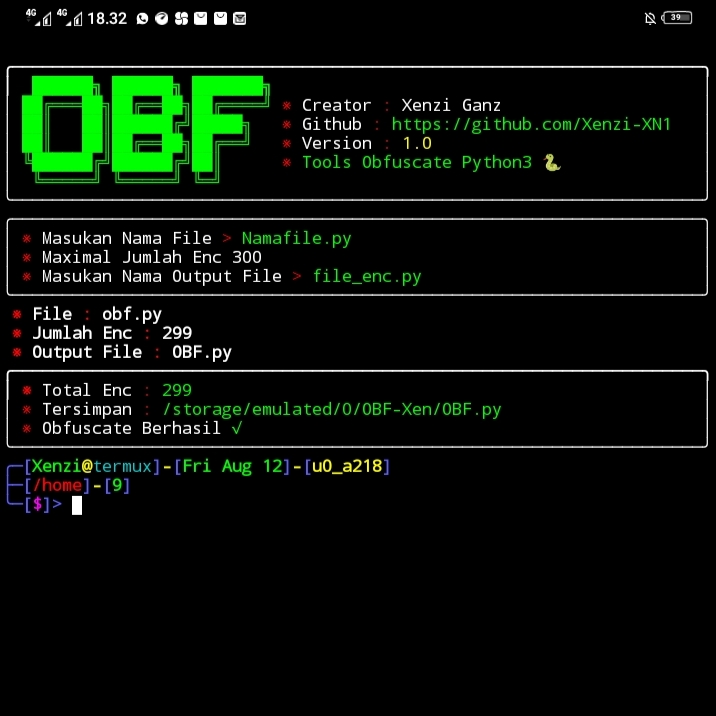 4G 4G 18.32 39
OBF
※ Creator : Xenzi Ganz
※ Github : https://github.com/Xenzi-XN1
※ Version : 1.0
※ Tools Obfuscate Python3 🐍
※ Masukan Nama File > Namafile.py
※ Maximal Jumlah Enc 300
※ Masukan Nama Output File > file_enc.py
※ File : obf.py
※ Jumlah Enc : 299
※ Output File : OBF.py
※ Total Enc : 299
※ Tersimpan : /storage/emulated/0/OBF-Xen/OBF.py
※ Obfuscate Berhasil √
╭─[Xenzi@termux]-[Fri Aug 12]-[u0_a218]
├─[/home]-[9]
╰─[$]>